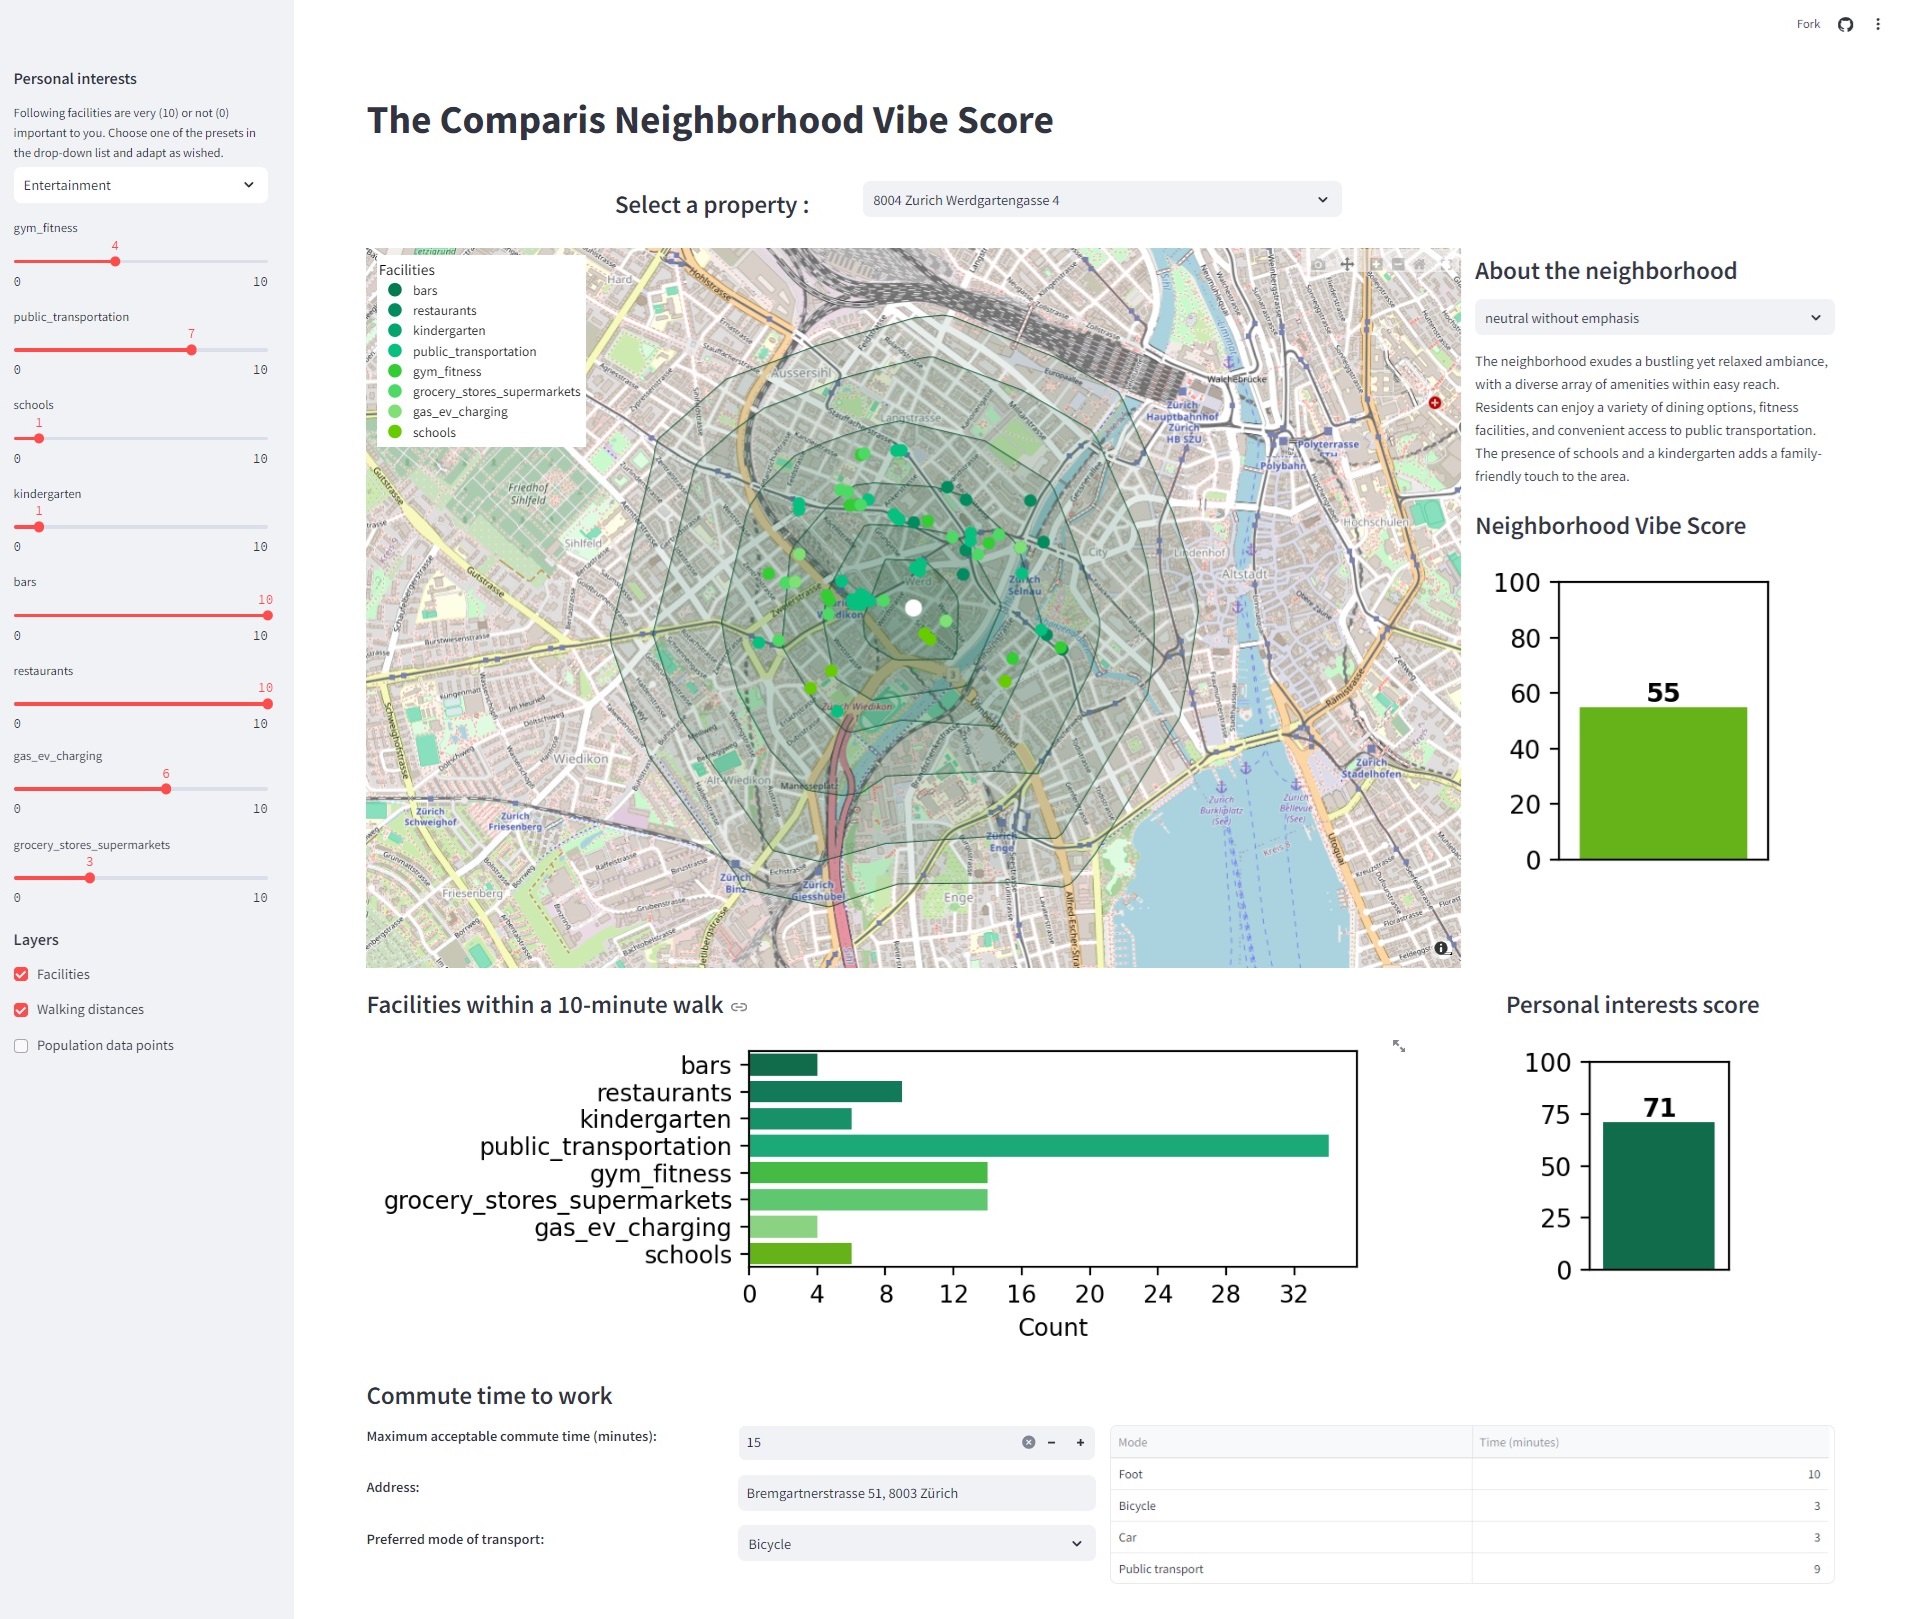 Fork
Personal interests
Following facilities are very (10) or not (0)
important to you. Choose one of the presets in
the drop-down list and adapt as wished.
Entertainment
gym_fitness
4
0 10
public_transportation
7
0 10
schools
1
0 10
kindergarten
1
0 10
bars
10
0 10
restaurants
10
0 10
gas_ev_charging
6
0 10
grocery_stores_supermarkets
3
0 10
Layers
Facilities
Walking distances
Population data points
The Comparis Neighborhood Vibe Score
Select a property :
8004 Zurich Werdgartengasse 4
Facilities
bars
restaurants
kindergarten
public_transportation
gym_fitness
grocery_stores_supermarkets
gas_ev_charging
schools
Letzigrund
Hard
Hohlstrasse
Aussersihl
Langstrasse
Europaallee
Walchebrücke
Zürich
Hauptbahnhof
Zürich
HB SZU
Polyterrasse
Polybahn
Friedhof
Sihlfeld
Gutstrasse
Sihlfeld
Hochschulen
City
Lindenhof
Altstadt
Werd
Zürich
Selnau
Zürich Wiedikon
Wiedikon
Alt-Wiedikon
Manesseplatz
Zürich
Stadelhofen
Zürich
Bürkliplatz
(See)
Zürich
Bellevue
(See)
Zürich
Schweighof
Zürich
Friesenberg
Zürich
Enge
Zürich
Binz
Zürich
Giesshübel
Friesenberg
Enge
About the neighborhood
neutral without emphasis
The neighborhood exudes a bustling yet relaxed ambiance,
with a diverse array of amenities within easy reach.
Residents can enjoy a variety of dining options, fitness
facilities, and convenient access to public transportation.
The presence of schools and a kindergarten adds a family-
friendly touch to the area.
Neighborhood Vibe Score
100
80
60
40
20
0
55
Facilities within a 10-minute walk
bars
restaurants
kindergarten
public_transportation
gym_fitness
grocery_stores_supermarkets
gas_ev_charging
schools
0 4 8 12 16 20 24 28 32
Count
Personal interests score
100
75
50
25
0
71
Commute time to work
Maximum acceptable commute time (minutes):
15
Address:
Bremgartnerstrasse 51, 8003 Zürich
Preferred mode of transport:
Bicycle
Mode Time (minutes)
Foot 10
Bicycle 3
Car 3
Public transport 9